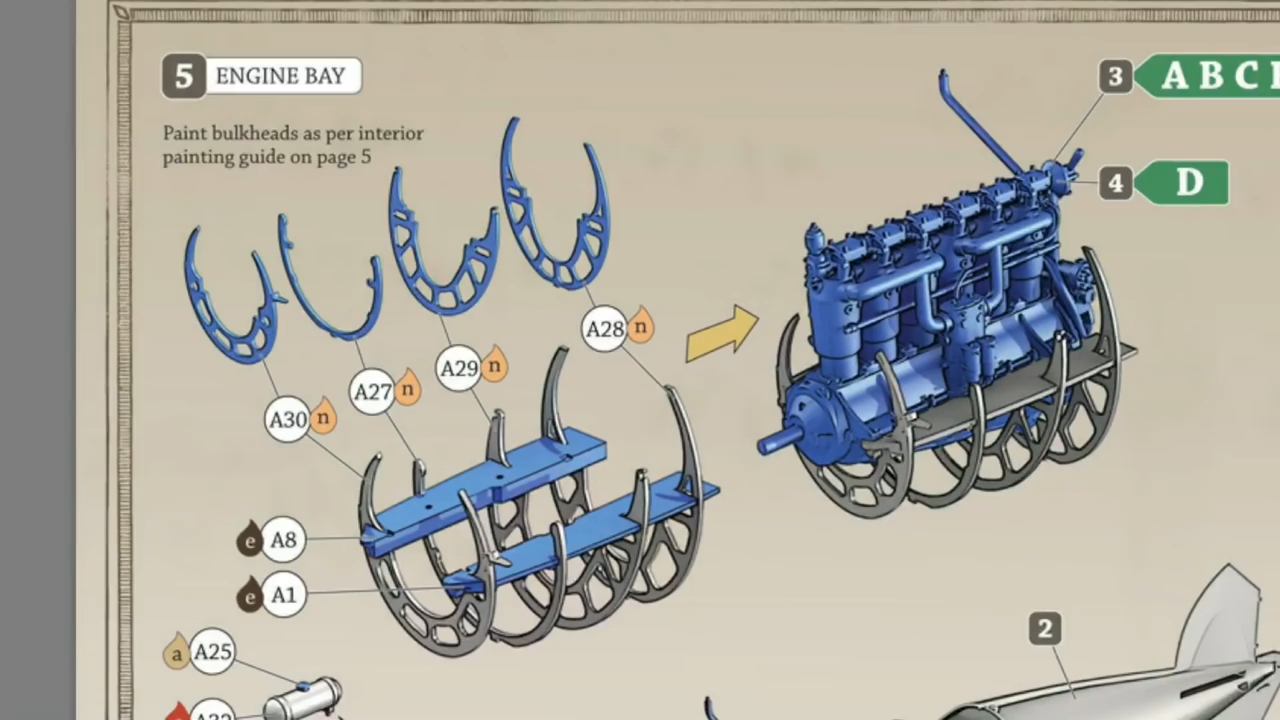 5 ENGINE BAY
Paint bulkheads as per interior
painting guide on page 5
3 A B C
4 D
A28 n
A29 n
A27 n
A30 n
e A8
e A1
a A25
2